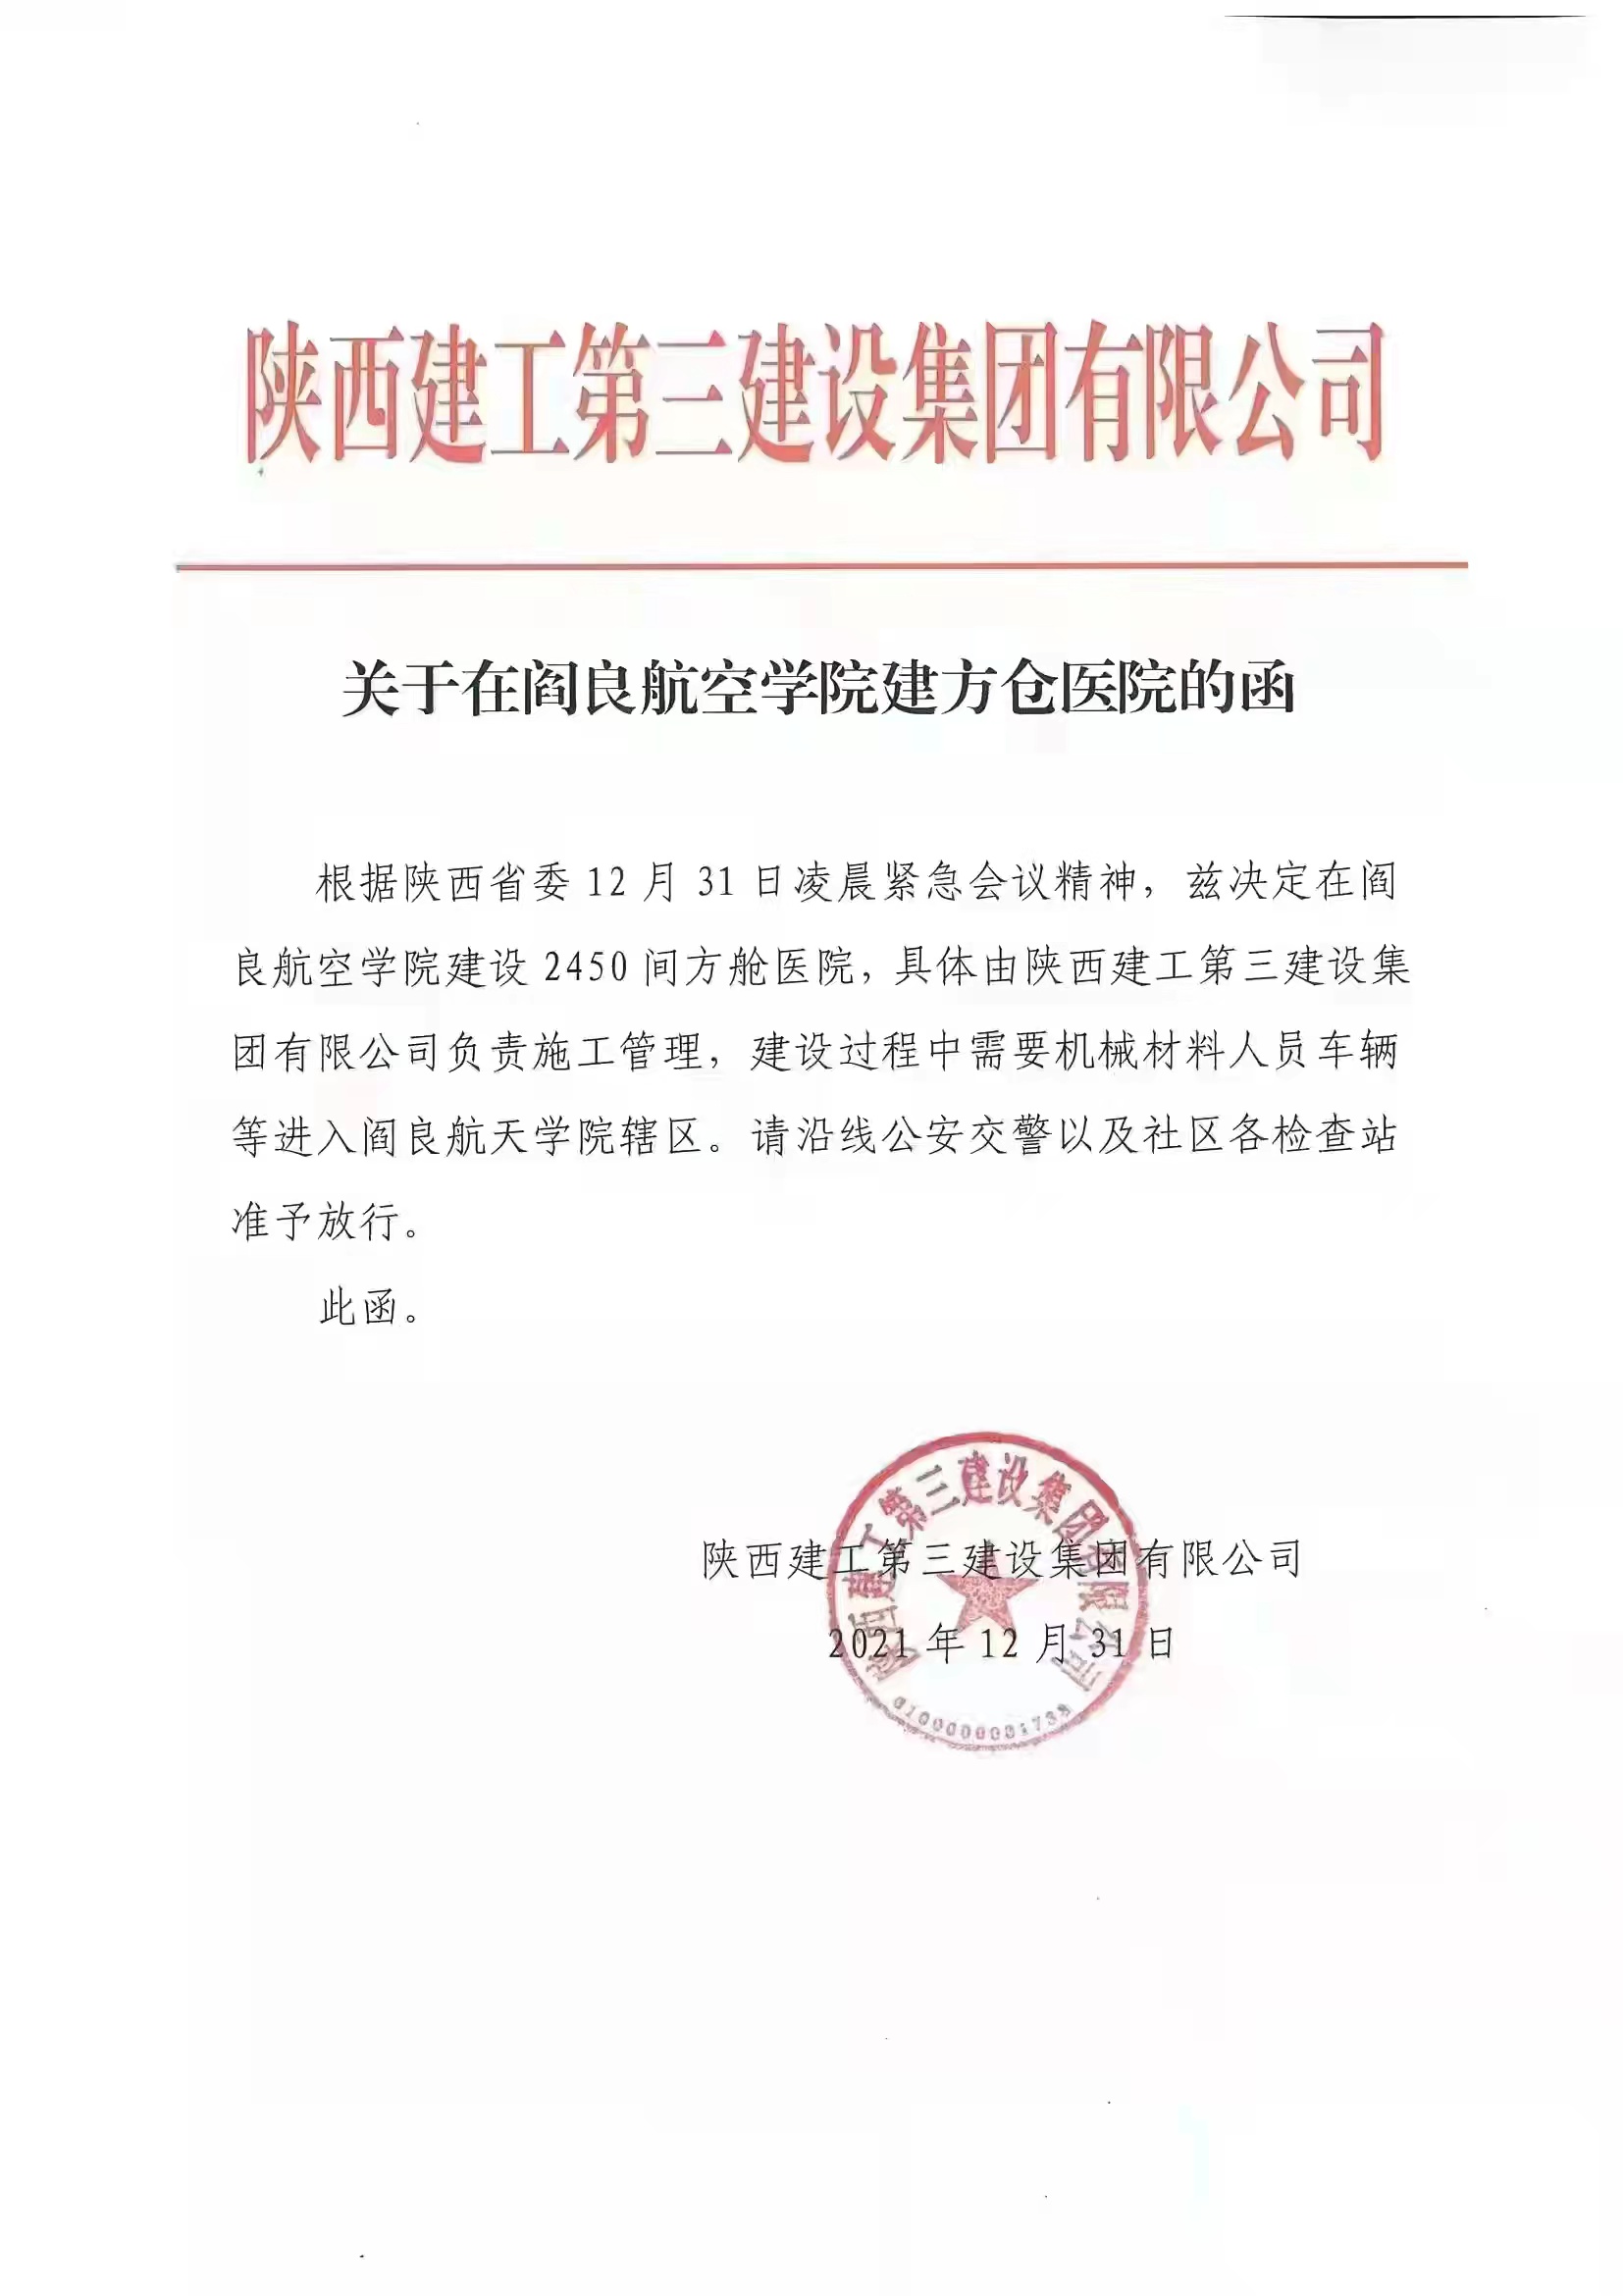 陕西建工第三建设集团有限公司
关于在阎良航空学院建方仓医院的函
根据陕西省委 12 月 31 日凌晨紧急会议精神，兹决定在阎
良航空学院建设 2450 间方舱医院，具体由陕西建工第三建设集
团有限公司负责施工管理，建设过程中需要机械材料人员车辆
等进入阎良航天学院辖区。请沿线公安交警以及社区各检查站
准予放行。
此函。
陕西建工第三建设集团有限公司
2021 年 12 月 31 日
陕西建工第三建设集团有限公司